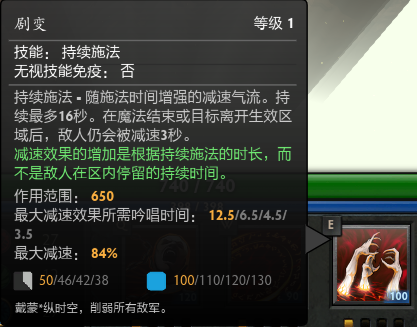 刷变 等级 1
技能： 持续施法
无视技能免疫： 否
持续施法 - 随施法时间增强的减速气流。持
续最多16秒。在魔法结束或目标离开生效区
域后，敌人仍会被减速3秒。
减速效果的增加是根据持续施法的时长，而
不是敌人在区内停留的持续时间。
740 / 740
作用范围： 650
最大减速效果所需吟唱时间： 12.5/6.5/4.5/
3.5
最大减速： 84%
50/46/42/38 100/110/120/130
戴蒙*纵时空，削弱所有敌军。
E
100